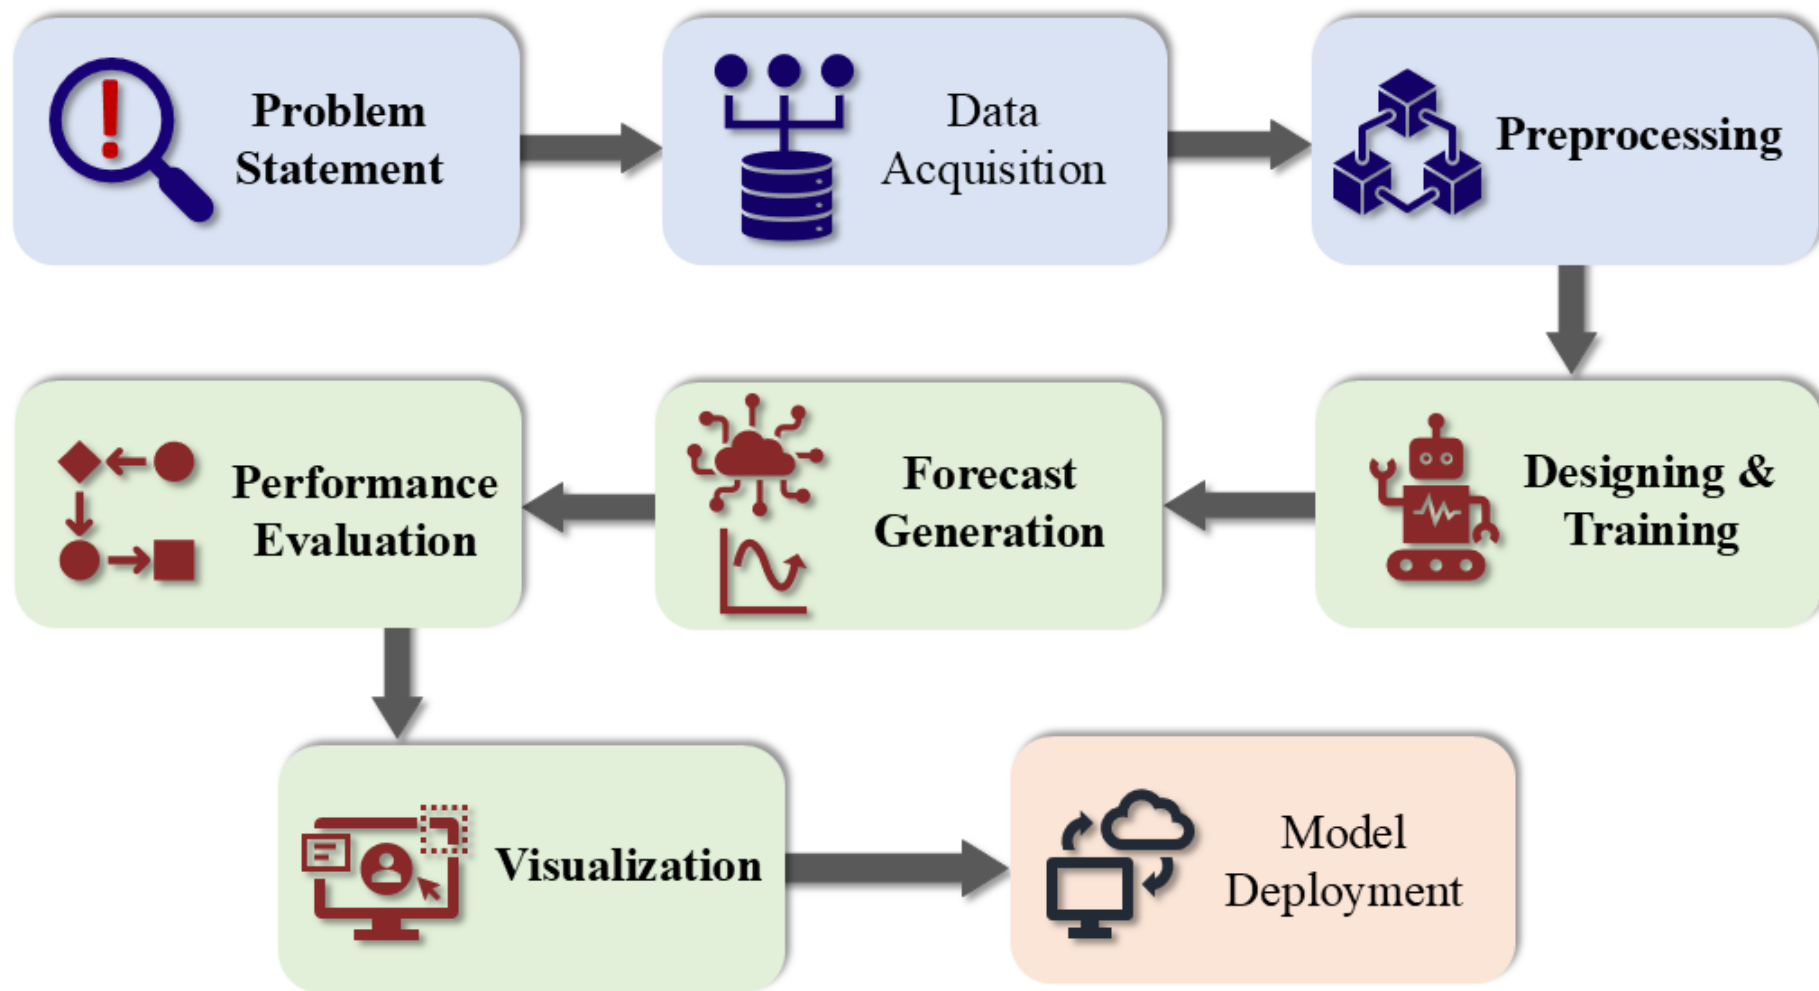 Problem
Statement
Data
Acquisition
Preprocessing
Designing &
Training
Forecast
Generation
Performance
Evaluation
Visualization
Model
Deployment